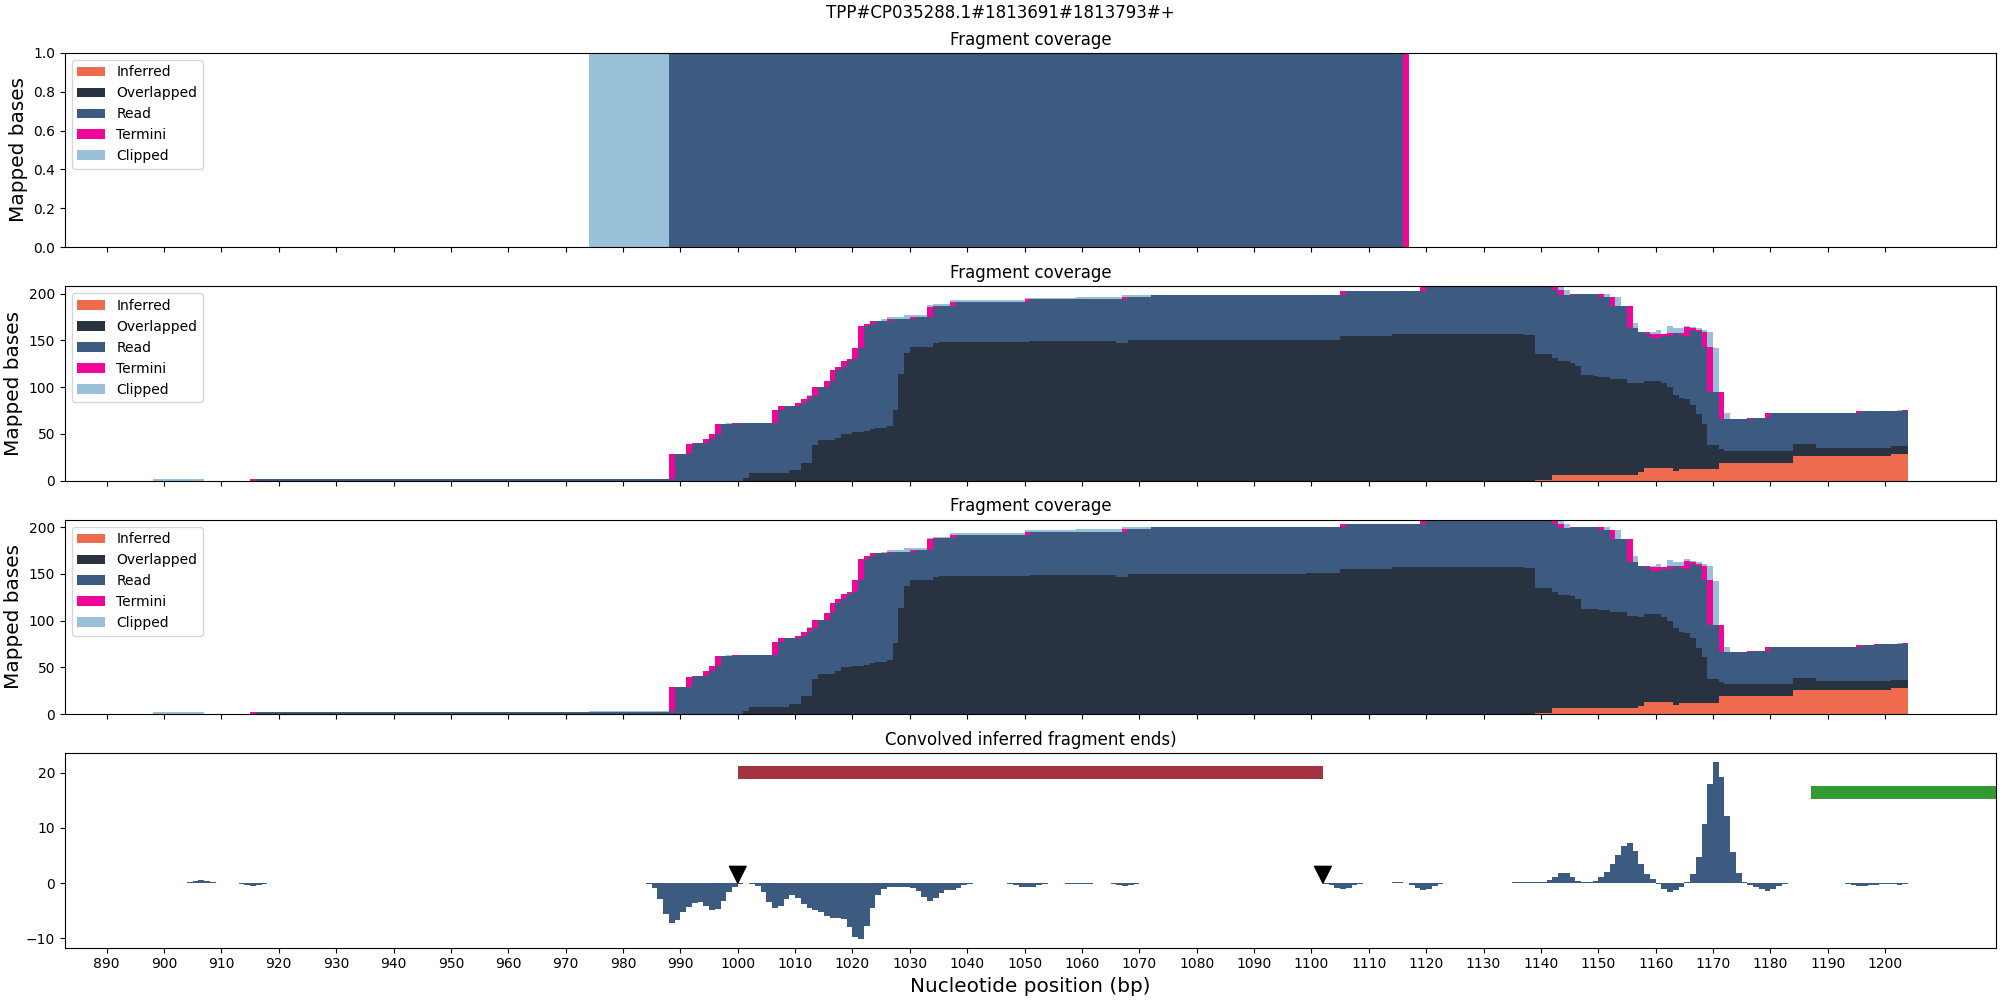 TPP#CP035288.1#1813691#1813793#+
Fragment coverage
Mapped bases
1.0
0.8
0.6
0.4
0.2
0.0
Inferred
Overlapped
Read
Termini
Clipped
Fragment coverage
Mapped bases
200
150
100
50
0
Inferred
Overlapped
Read
Termini
Clipped
Fragment coverage
Mapped bases
200
150
100
50
0
Inferred
Overlapped
Read
Termini
Clipped
Convolved inferred fragment ends)
20
10
0
−10
890 900 910 920 930 940 950 960 970 980 990 1000 1010 1020 1030 1040 1050 1060 1070 1080 1090 1100 1110 1120 1130 1140 1150 1160 1170 1180 1190 1200
Nucleotide position (bp)